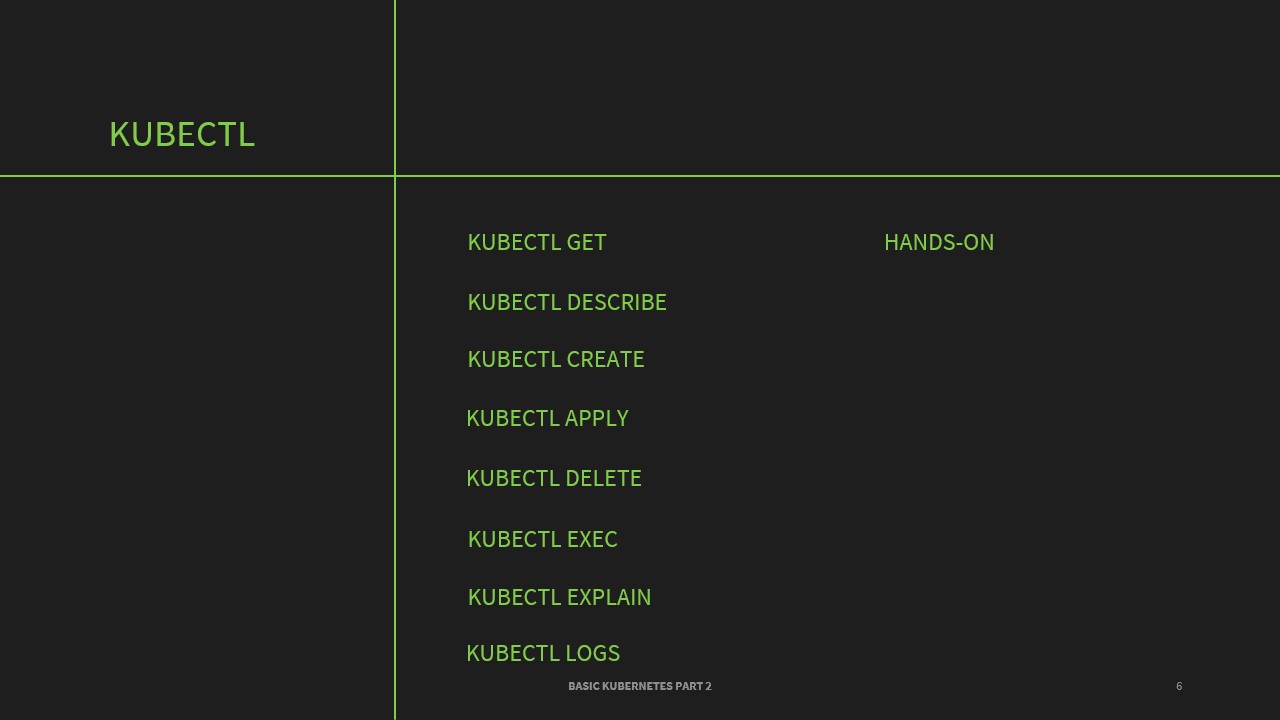 KUBECTL
KUBECTL GET
HANDS-ON
KUBECTL DESCRIBE
KUBECTL CREATE
KUBECTL APPLY
KUBECTL DELETE
KUBECTL EXEC
KUBECTL EXPLAIN
KUBECTL LOGS
BASIC KUBERNETES PART 2
6